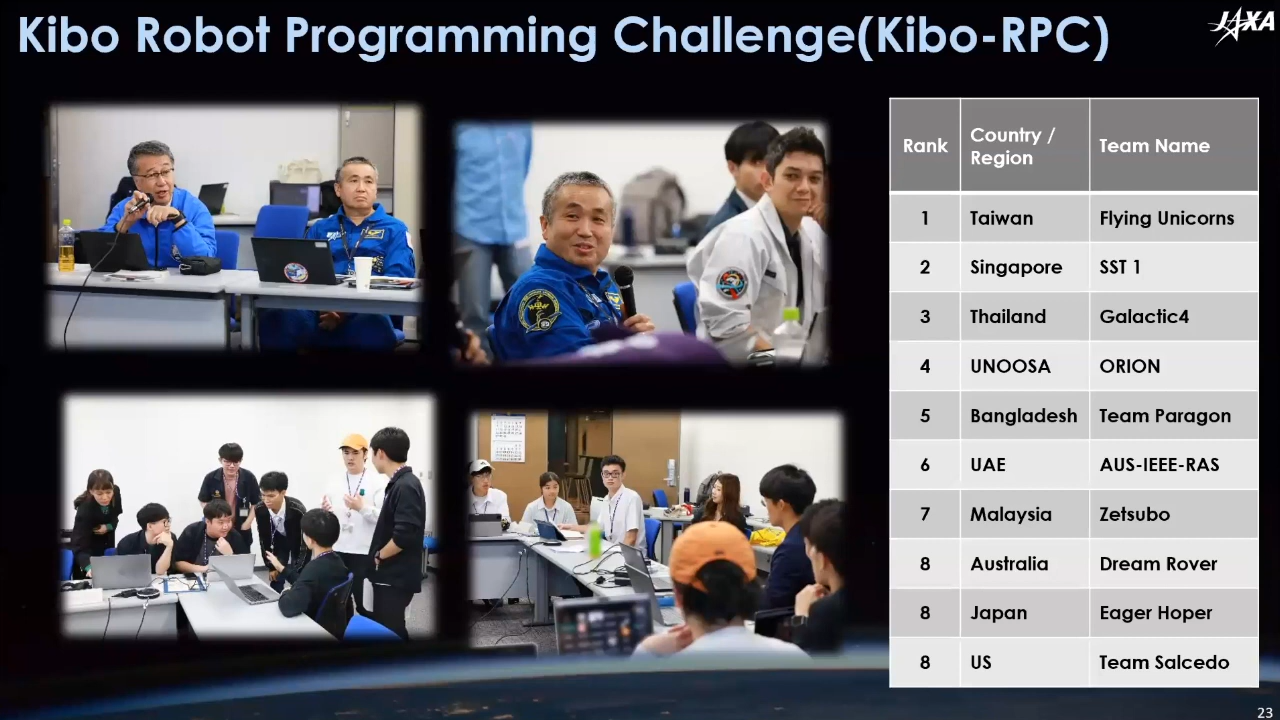 Kibo Robot Programming Challenge(Kibo-RPC)
JAXA
Rank Country / Region Team Name
1 Taiwan Flying Unicorns
2 Singapore SST 1
3 Thailand Galactic4
4 UNOOSA ORION
5 Bangladesh Team Paragon
6 UAE AUS-IEEE-RAS
7 Malaysia Zetsubo
8 Australia Dream Rover
8 Japan Eager Hoper
8 US Team Salcedo
23